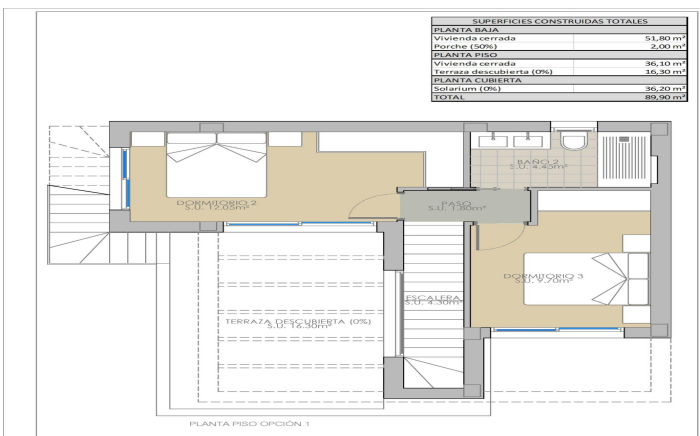 SUPERFICIES CONSTRUIDAS TOTALES
PLANTA BAJA
Vivienda cerrada 51,80 m²
Porche (50%) 2,00 m²
PLANTA PISO
Vivienda cerrada 36,10 m²
Terraza descubierta (0%) 16,30 m²
PLANTA CUBIERTA
Solarium (0%) 36,20 m²
TOTAL 89,90 m²
BAÑO 2
S.U. 4.45m²
DORMITORIO 2
S.U. 12.05m²
PASO
S.U. 1.80m²
DORMITORIO 3
S.U. 9.70m²
ESCALERA
S.U. 4.30m²
TERRAZA DESCUBIERTA (0%)
S.U. 16.30m²
PLANTA PISO OPCIÓN 1